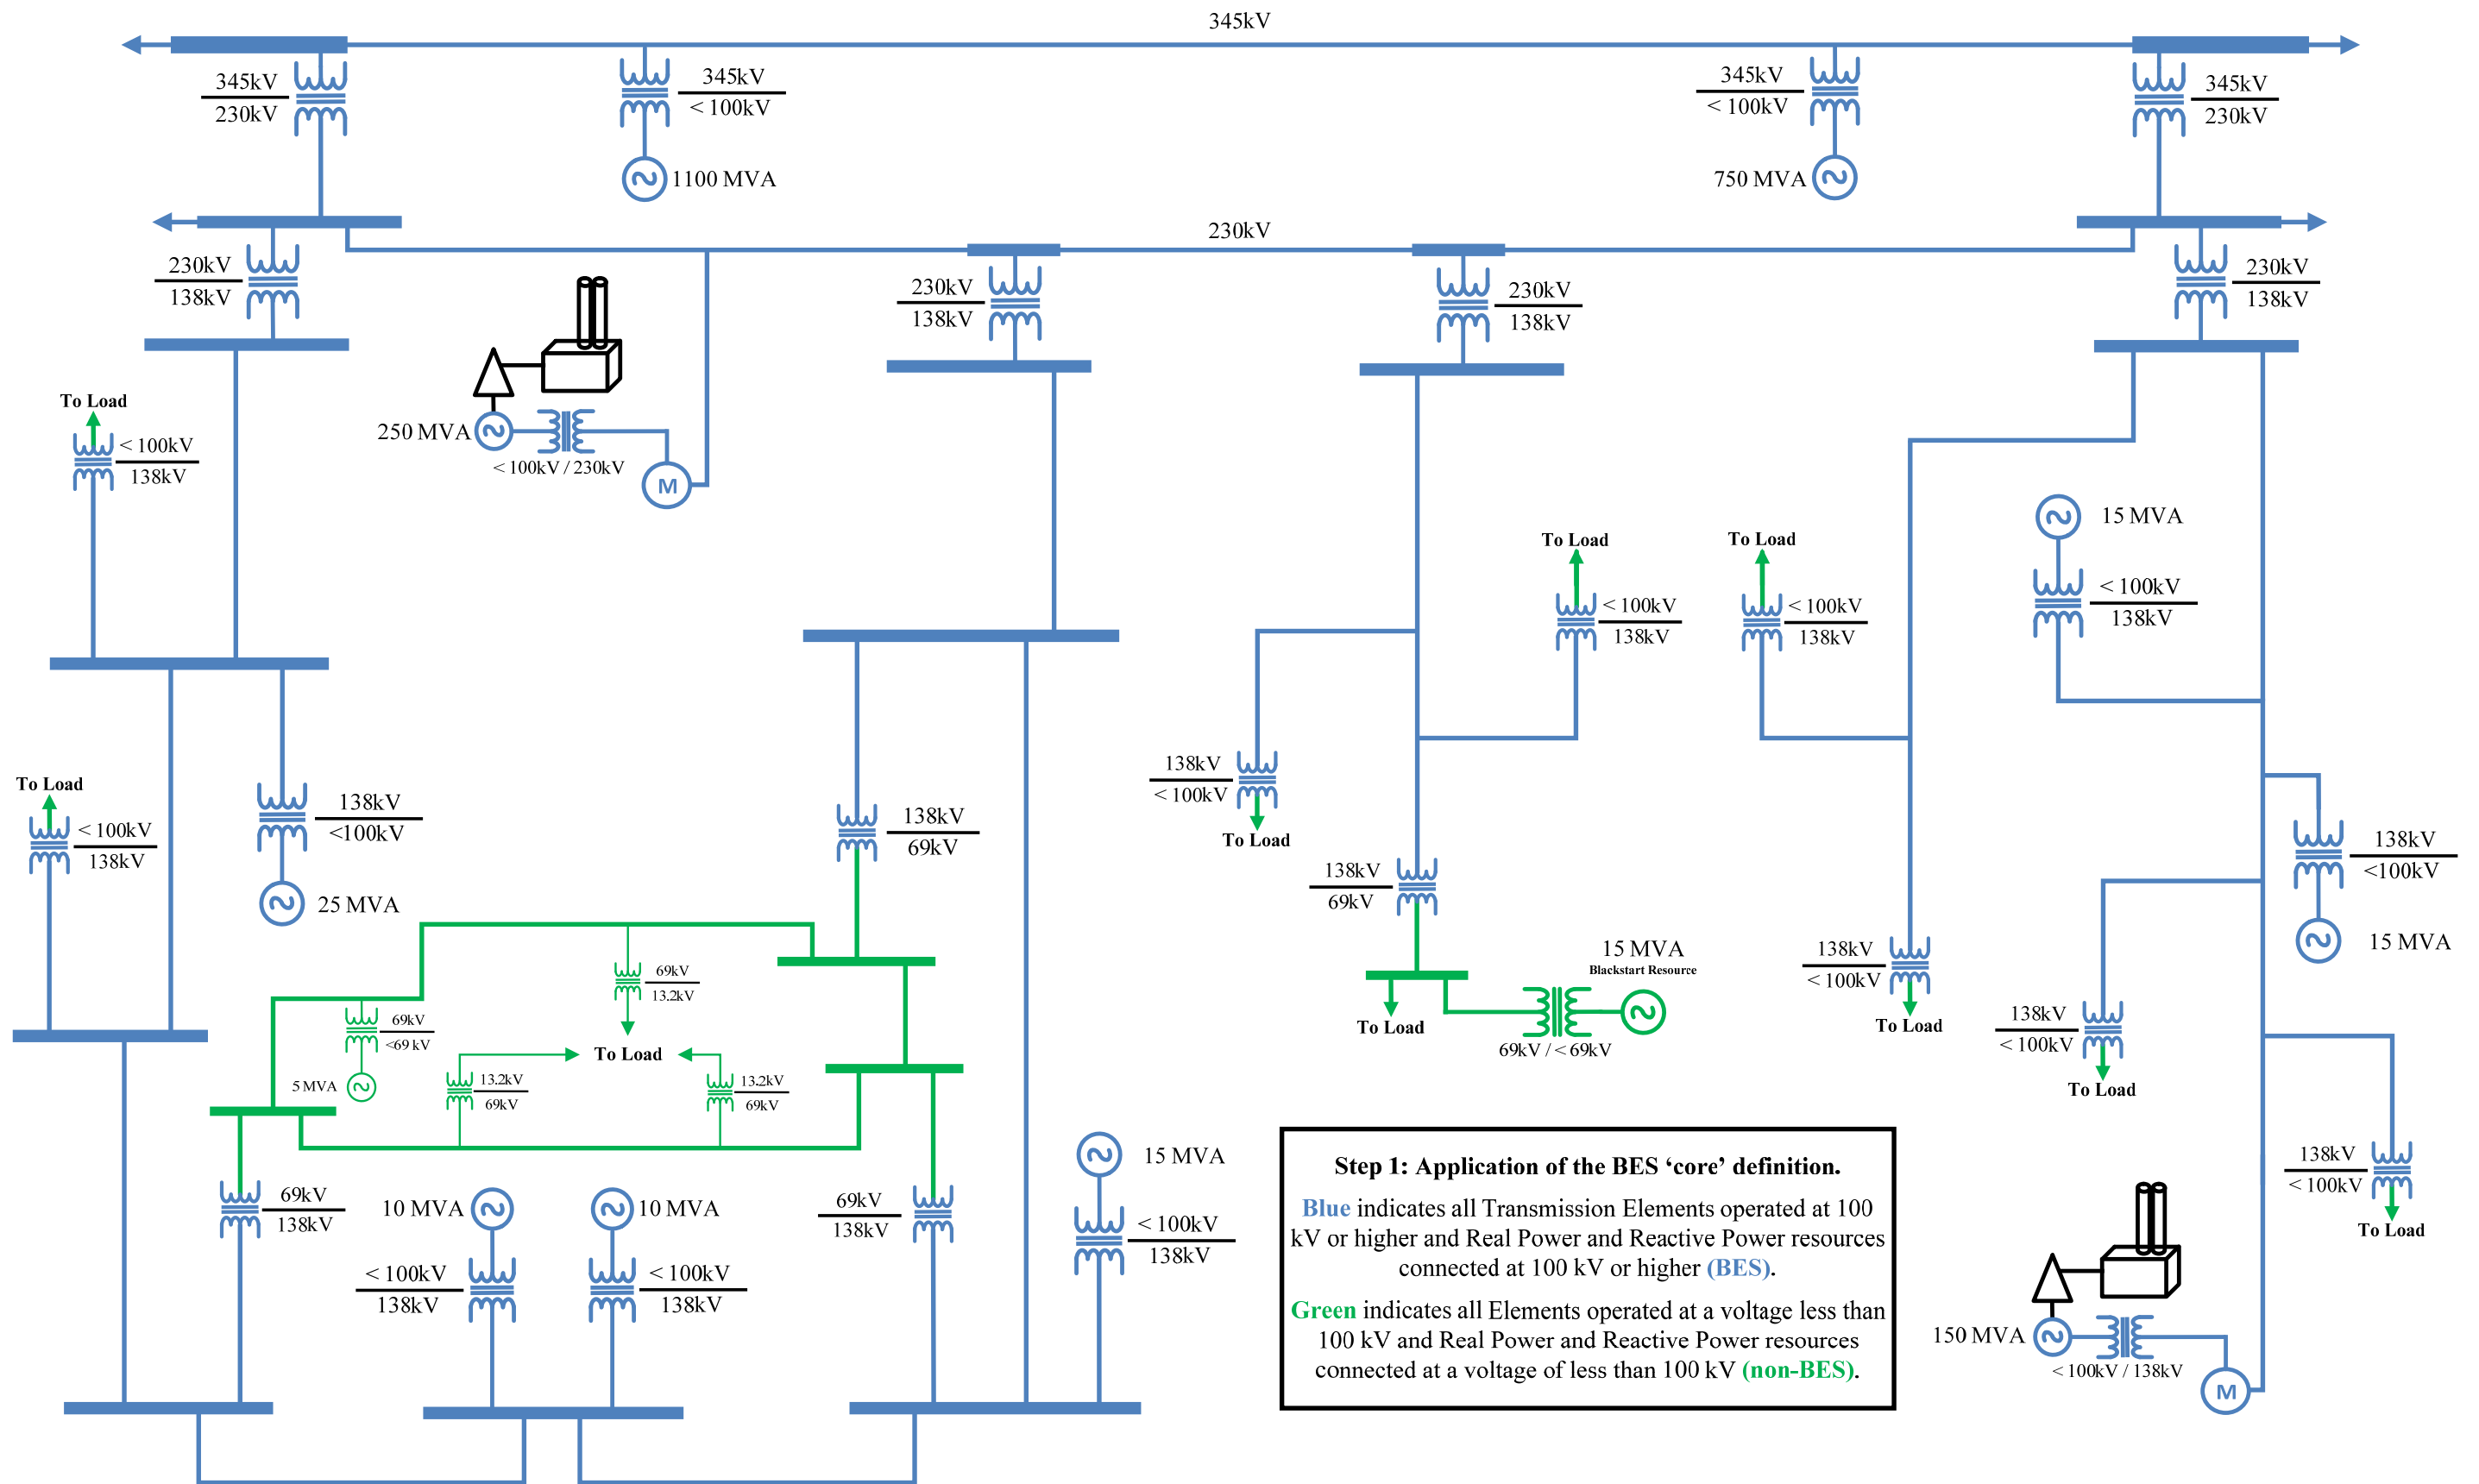 345kV
345kV
230kV
345kV
< 100kV
345kV
< 100kV
345kV
230kV
1100 MVA
750 MVA
230kV
230kV
138kV
230kV
138kV
230kV
138kV
230kV
138kV
To Load
< 100kV
138kV
250 MVA
< 100kV / 230kV
M
15 MVA
To Load
To Load
< 100kV
138kV
< 100kV
138kV
< 100kV
138kV
To Load
< 100kV
138kV
138kV
<100kV
25 MVA
138kV
69kV
138kV
< 100kV
To Load
138kV
69kV
138kV
<100kV
15 MVA
15 MVA
Blackstart Resource
138kV
< 100kV
To Load
To Load
69kV / < 69kV
69kV
13.2kV
69kV
<69 kV
5 MVA
To Load
13.2kV
69kV
13.2kV
69kV
138kV
< 100kV
To Load
138kV
< 100kV
To Load
69kV
138kV
10 MVA
10 MVA
< 100kV
138kV
< 100kV
138kV
69kV
138kV
15 MVA
< 100kV
138kV
Step 1: Application of the BES ‘core’ definition.
Blue indicates all Transmission Elements operated at 100
kV or higher and Real Power and Reactive Power resources
connected at 100 kV or higher (BES).
Green indicates all Elements operated at a voltage less than
100 kV and Real Power and Reactive Power resources
connected at a voltage of less than 100 kV (non-BES).
150 MVA
< 100kV / 138kV
M